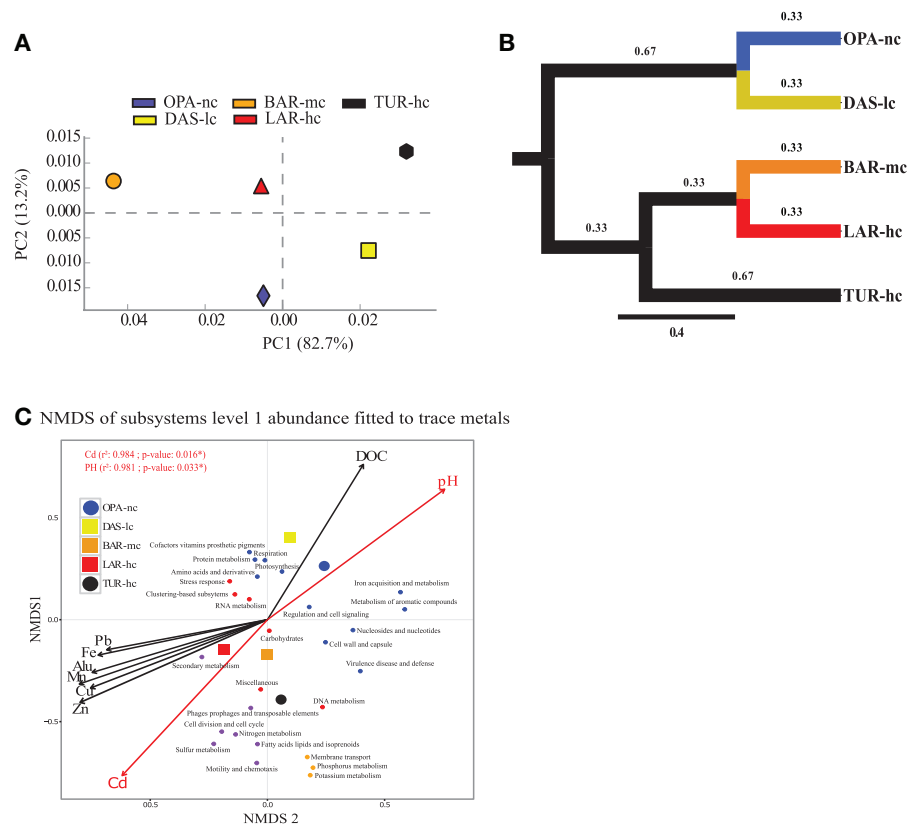 A
OPA-nc
BAR-mc
TUR-hc
DAS-lc
LAR-hc
0.015
0.010
0.005
0.000
0.005
0.010
0.015
PC2 (13.2%)
0.04
0.02
0.00
0.02
PC1 (82.7%)
B
0.33
OPA-nc
0.67
0.33
DAS-lc
0.33
BAR-mc
0.33
0.33
LAR-hc
0.33
0.67
TUR-hc
0.4
C NMDS of subsystems level 1 abundance fitted to trace metals
Cd (r²: 0.984 ; p-value: 0.016*)
PH (r²: 0.981 ; p-value: 0.033*)
DOC
pH
OPA-nc
DAS-lc
BAR-mc
LAR-hc
TUR-hc
0.5
0.0
−0.5
NMDS1
Cofactors vitamins prosthetic pigments
Respiration
Protein metabolism
Photosynthesis
Amino acids and derivatives
Stress response
Clustering-based subytems
RNA metabolism
Iron acquisition and metabolism
Metabolism of aromatic compounds
Regulation and cell signaling
Nucleosides and nucleotides
Carbohydrates
Cell wall and capsule
Virulence disease and defense
Pb
Fe
Alu
Mn
Cu
Zn
Cd
Secondary metabolism
Miscellaneous
DNA metabolism
Phages prophages and transposable elements
Cell division and cell cycle
Nitrogen metabolism
Sulfur metabolism
Fatty acids lipids and isoprenoids
Motility and chemotaxis
Membrane transport
Phosphorus metabolism
Potassium metabolism
00.5
0.0
0.5
NMDS 2